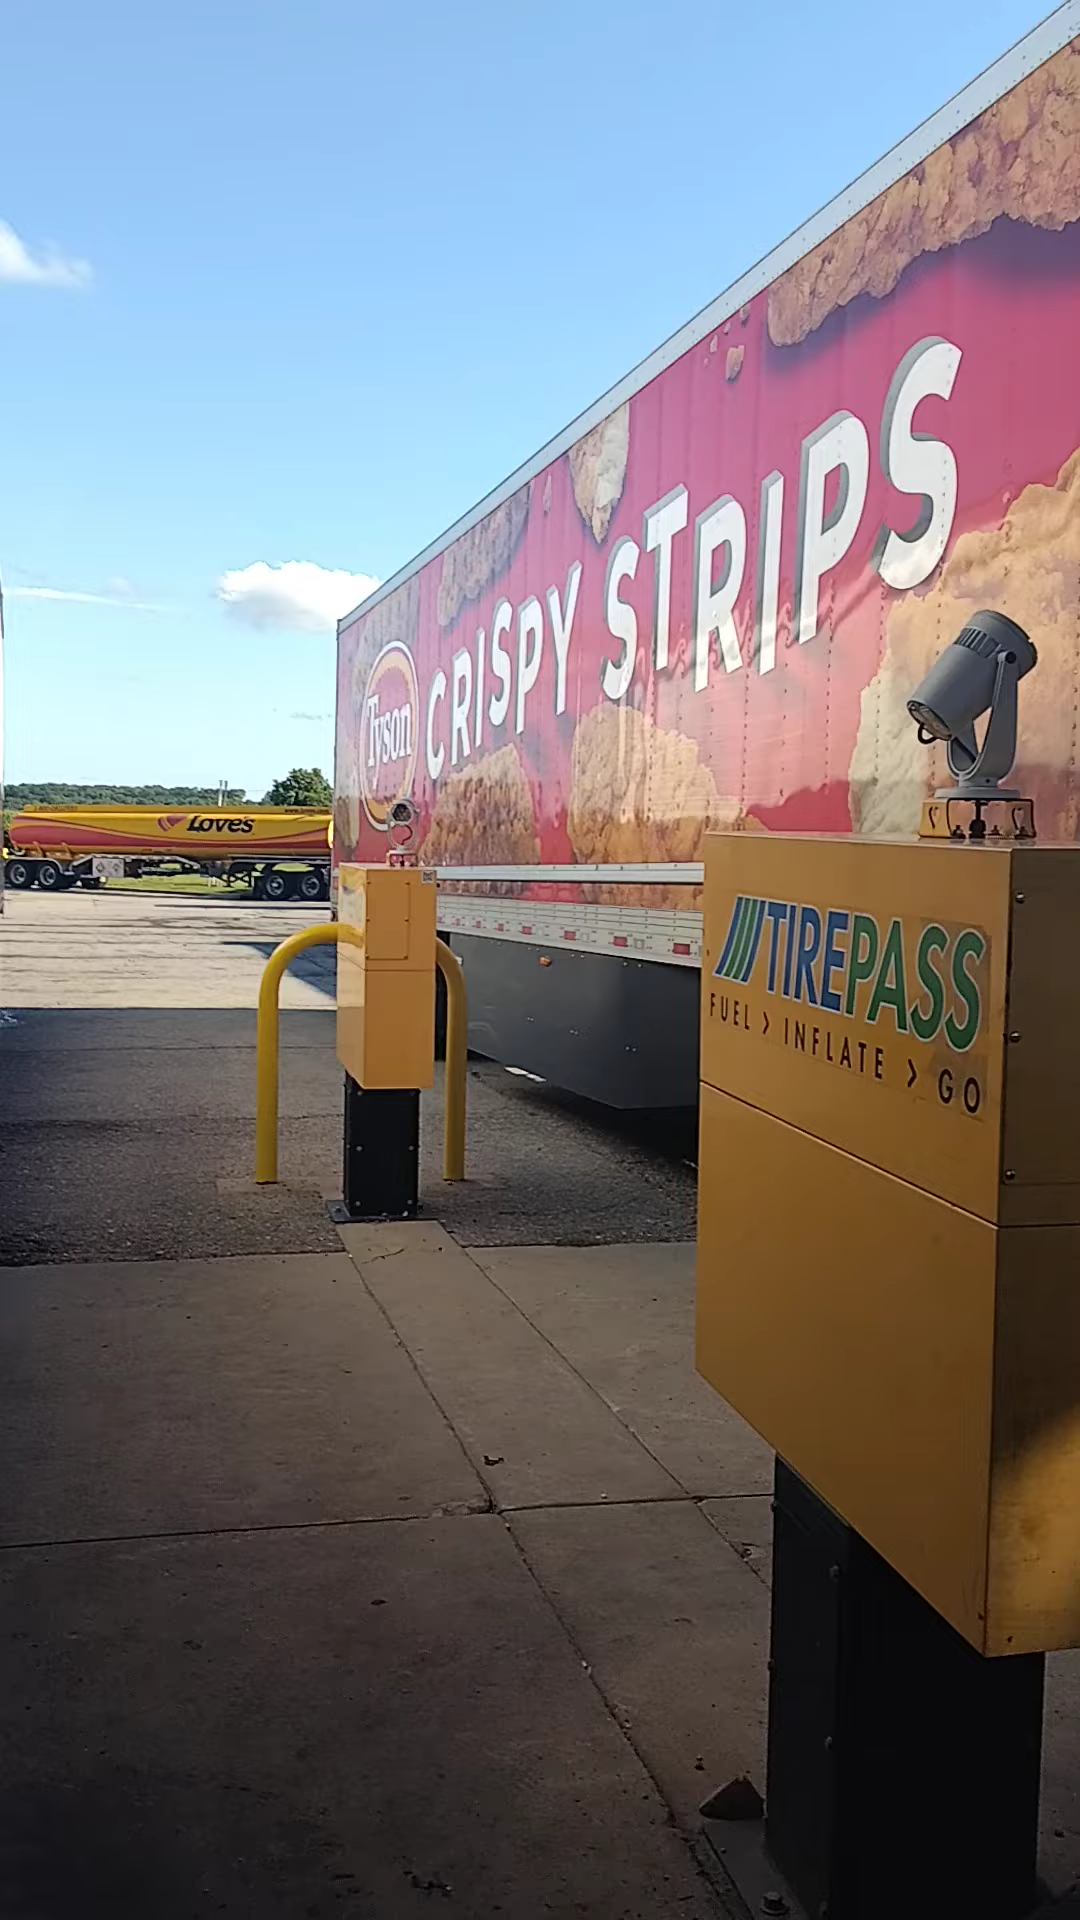 Tyson
CRISPY STRIPS
Love's
TIREPASS
FUEL > INFLATE > GO